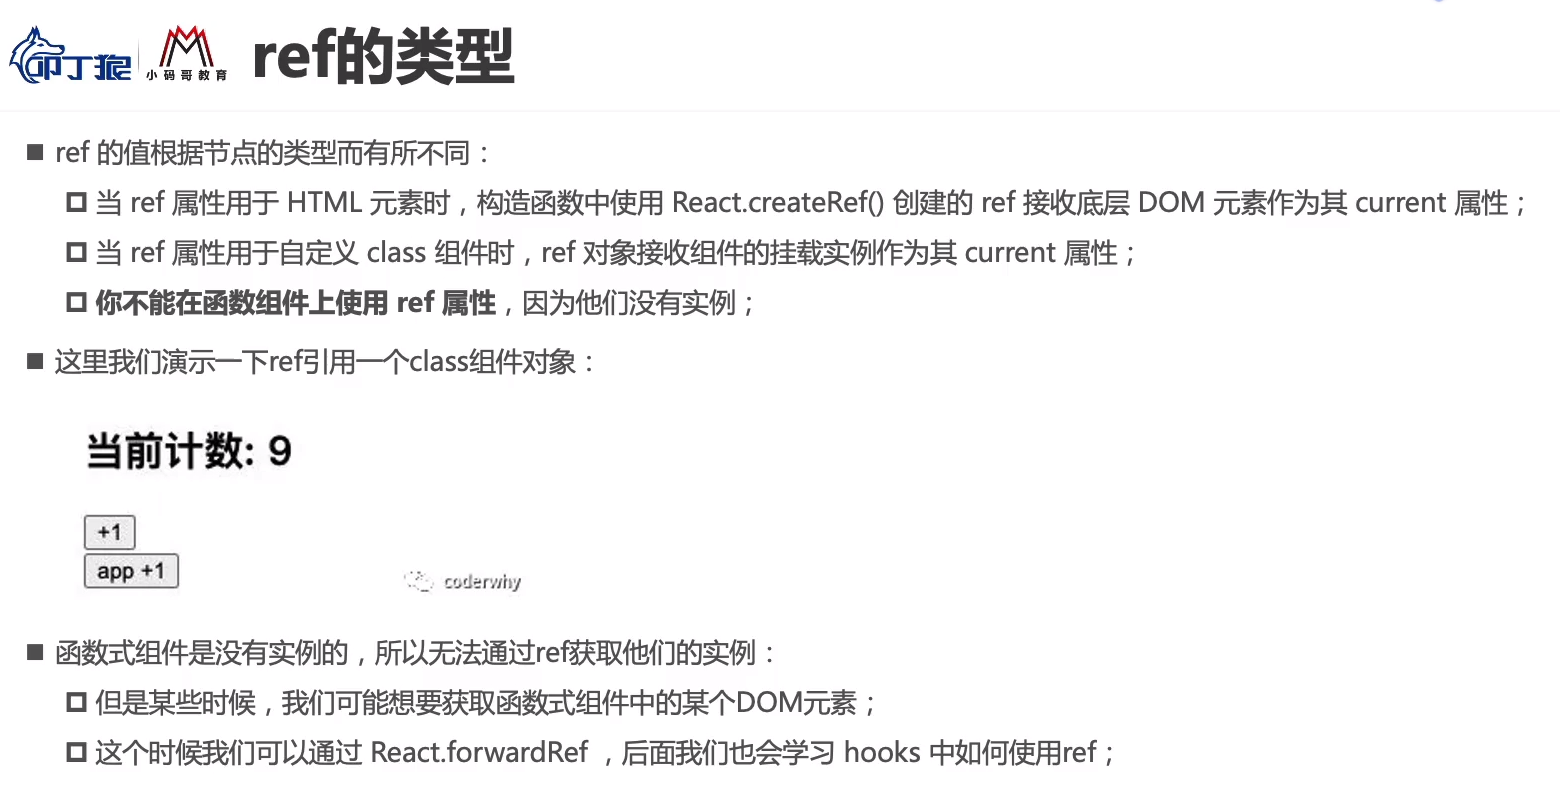 叩丁狼
小码哥教育
ref的类型
ref 的值根据节点的类型而有所不同：
当 ref 属性用于 HTML 元素时，构造函数中使用 React.createRef() 创建的 ref 接收底层 DOM 元素作为其 current 属性；
当 ref 属性用于自定义 class 组件时，ref 对象接收组件的挂载实例作为其 current 属性；
你不能在函数组件上使用 ref 属性，因为他们没有实例；
这里我们演示一下ref引用一个class组件对象：
当前计数: 9
+1
app +1
coderwhy
函数式组件是没有实例的，所以无法通过ref获取他们的实例：
但是某些时候，我们可能想要获取函数式组件中的某个DOM元素；
这个时候我们可以通过 React.forwardRef ，后面我们也会学习 hooks 中如何使用ref；